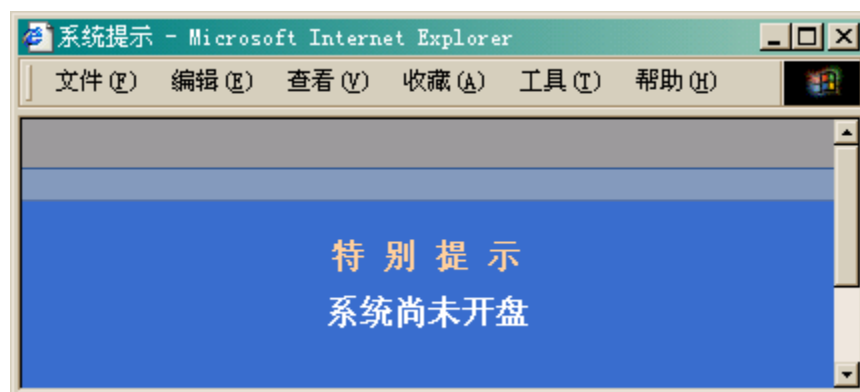 系统提示 - Microsoft Internet Explorer
文件(F) 编辑(E) 查看(V) 收藏(A) 工具(T) 帮助(H)
特 别 提 示
系统尚未开盘